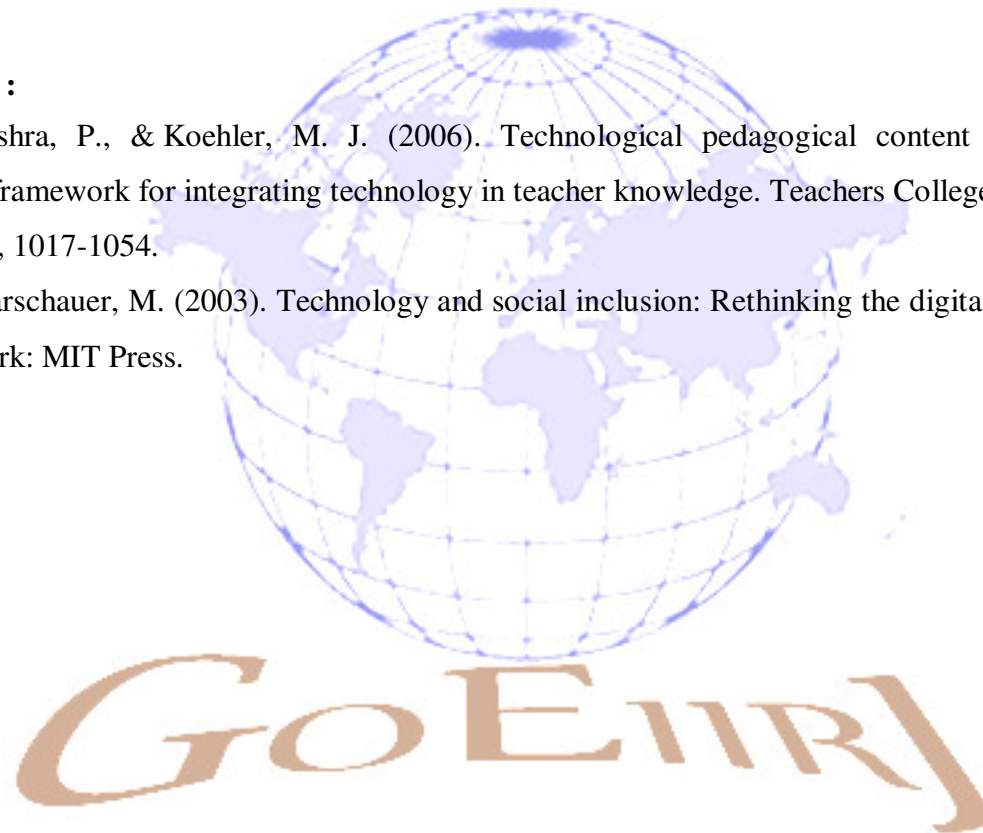 :
shra, P., & Koehler, M. J. (2006). Technological pedagogical content
framework for integrating technology in teacher knowledge. Teachers College
, 1017-1054.
arschauer, M. (2003). Technology and social inclusion: Rethinking the digita
rk: MIT Press.
GOEIIRJ